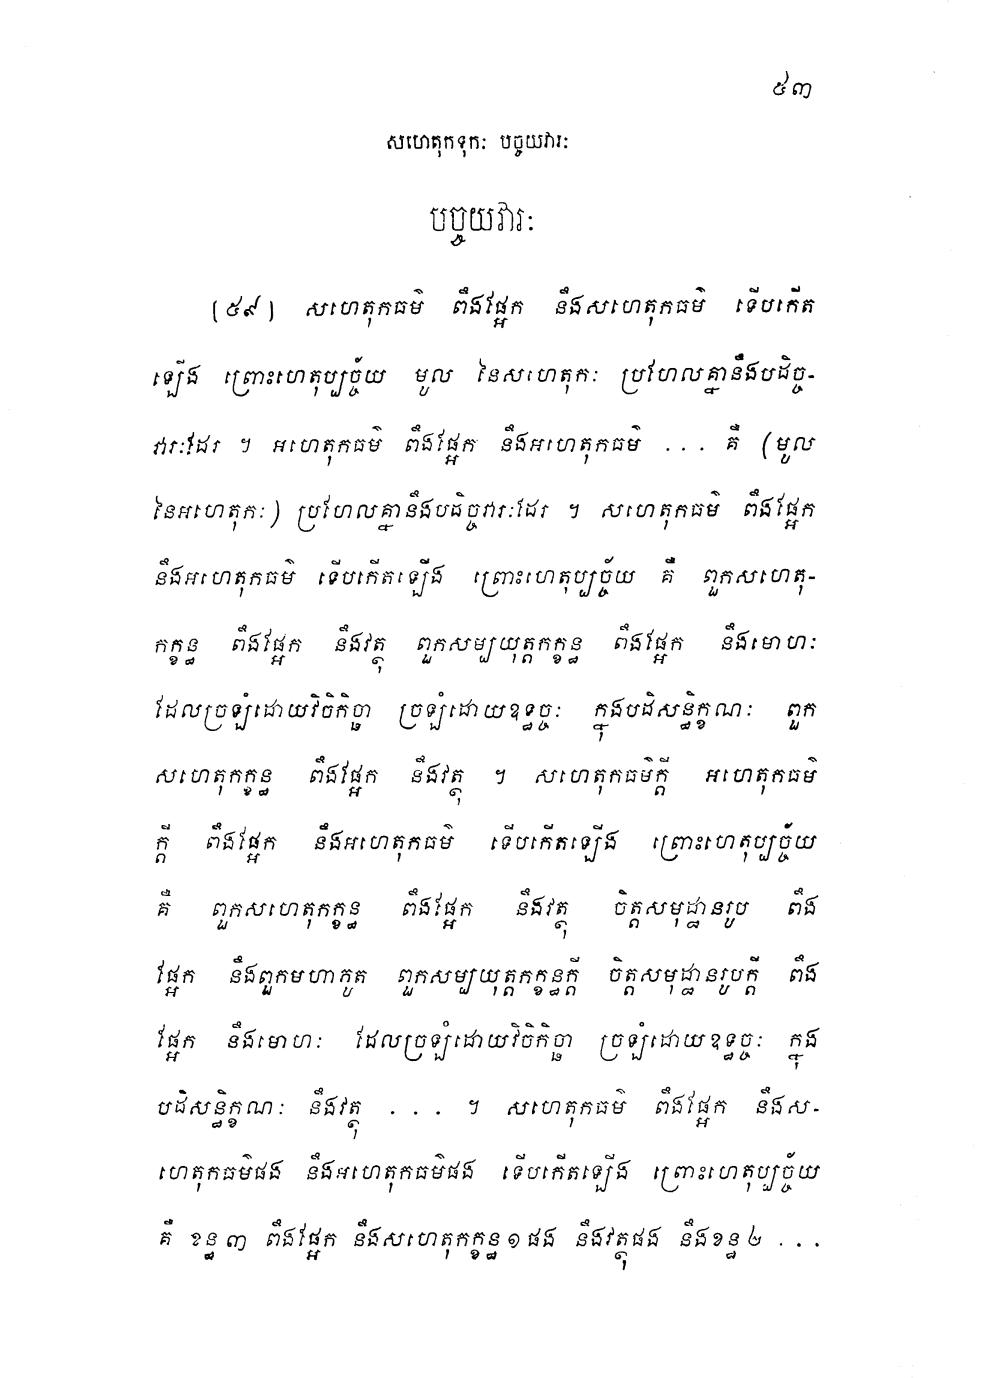 ៥៣
សហេតុកទុកៈ បច្ចយវារៈ
បច្ចយវារៈ
(៥៩) សហេតុកធម៌ ពឹងផ្អែក នឹងសហេតុកធម៌ ទើបកើត
ឡើង ព្រោះហេតុប្បច្ច័យ មូល នៃសហេតុកៈ ប្រហែលគ្នានឹងបដិច្ច-
វារៈដែរ ។ អហេតុកធម៌ ពឹងផ្អែក នឹងអហេតុកធម៌ ... គឺ (មូល
នៃអហេតុកៈ) ប្រហែលគ្នានឹងបដិច្ចវារៈដែរ ។ សហេតុកធម៌ ពឹងផ្អែក
នឹងអហេតុកធម៌ ទើបកើតឡើង ព្រោះហេតុប្បច្ច័យ គឺ ពួកសហេតុ-
កក្ខន្ធ ពឹងផ្អែក នឹងវត្ថុ ពួកសម្បយុត្តកក្ខន្ធ ពឹងផ្អែក នឹងមោហៈ
ដែលច្រឡំដោយវិចិកិច្ឆា ច្រឡំដោយឧទ្ធច្ចៈ ក្នុងបដិសន្ធិក្ខណៈ ពួក
សហេតុកក្ខន្ធ ពឹងផ្អែក នឹងវត្ថុ ។ សហេតុកធម៌ក្តី អហេតុកធម៌
ក្តី ពឹងផ្អែក នឹងអហេតុកធម៌ ទើបកើតឡើង ព្រោះហេតុប្បច្ច័យ
គឺ ពួកសហេតុកក្ខន្ធ ពឹងផ្អែក នឹងវត្ថុ ចិត្តសមុដ្ឋានរូប ពឹង
ផ្អែក នឹងពួកមហាភូត ពួកសម្បយុត្តកក្ខន្ធក្តី ចិត្តសមុដ្ឋានរូបក្តី ពឹង
ផ្អែក នឹងមោហៈ ដែលច្រឡំដោយវិចិកិច្ឆា ច្រឡំដោយឧទ្ធច្ចៈ ក្នុង
បដិសន្ធិក្ខណៈ នឹងវត្ថុ ... ។ សហេតុកធម៌ ពឹងផ្អែក នឹងស-
ហេតុកធម៌ផង នឹងអហេតុកធម៌ផង ទើបកើតឡើង ព្រោះហេតុប្បច្ច័យ
គឺ ខន្ធ៣ ពឹងផ្អែក នឹងសហេតុកក្ខន្ធ១ផង នឹងវត្ថុផង នឹងខន្ធ២ ...